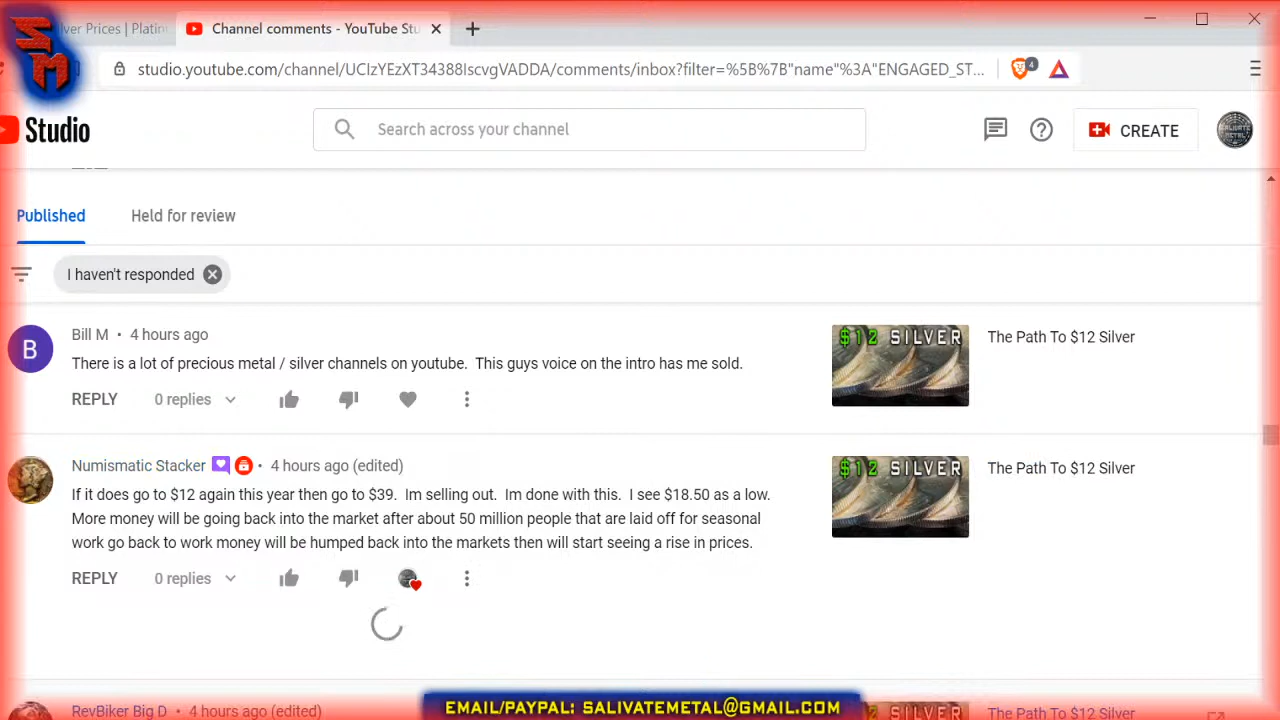 SM
lver Prices | Platin
Channel comments - YouTube Stu
studio.youtube.com/channel/UCIzYEzXT34388IscvgVADDA/comments/inbox?filter=%5B%7B"name"%3A"ENGAGED_ST...
4
Studio
Search across your channel
CREATE
SALIVATE METAL
Published
Held for review
I haven't responded
B
Bill M • 4 hours ago
There is a lot of precious metal / silver channels on youtube. This guys voice on the intro has me sold.
REPLY 0 replies
$12 SILVER
The Path To $12 Silver
Numismatic Stacker • 4 hours ago (edited)
If it does go to $12 again this year then go to $39. Im selling out. Im done with this. I see $18.50 as a low.
More money will be going back into the market after about 50 million people that are laid off for seasonal
work go back to work money will be humped back into the markets then will start seeing a rise in prices.
REPLY 0 replies
$12 SILVER
The Path To $12 Silver
RevBiker Big D • 4 hours ago (edited)
SILVER
The Path To $12 Silver
EMAIL/PAYPAL: SALIVATEMETAL@GMAIL.COM